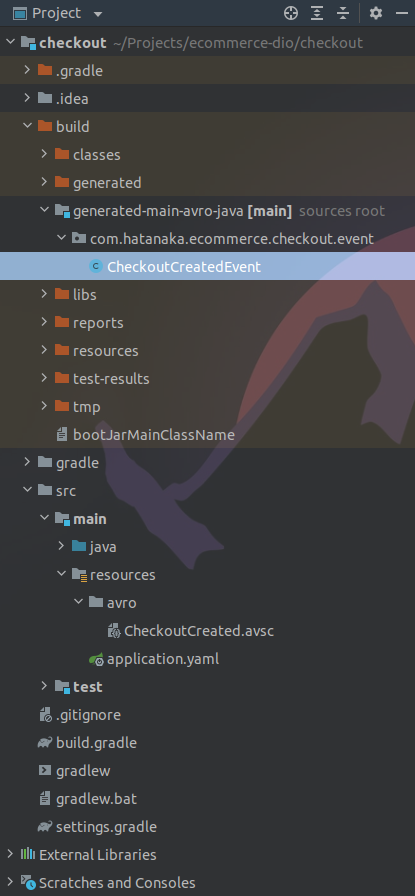 Project
checkout ~/Projects/ecommerce-dio/checkout
.gradle
.idea
build
classes
generated
generated-main-avro-java [main] sources root
com.hatanaka.ecommerce.checkout.event
CheckoutCreatedEvent
libs
reports
resources
test-results
tmp
bootJarMainClassName
gradle
src
main
java
resources
avro
CheckoutCreated.avsc
application.yaml
test
.gitignore
build.gradle
gradlew
gradlew.bat
settings.gradle
External Libraries
Scratches and Consoles